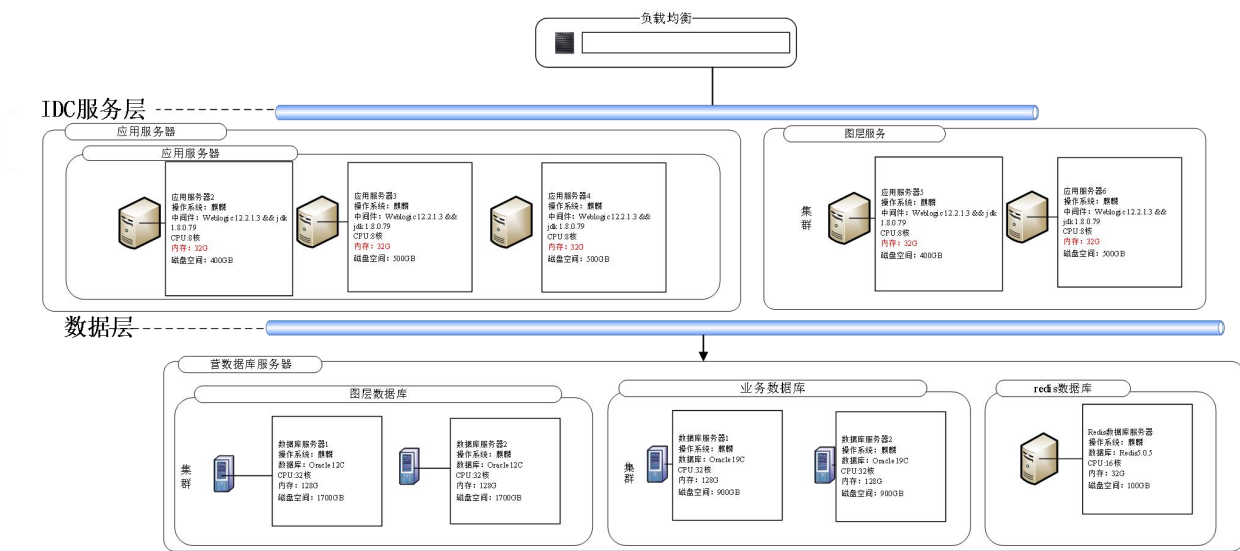 负载均衡
IDC服务层
应用服务器
应用服务器
应用服务器2
操作系统：麒麟
中间件：Weblogic12.2.1.3 && jdk
1.8.0.79
CPU:8核
内存：32G
磁盘空间：400GB
应用服务器3
操作系统：麒麟
中间件：Weblogic12.2.1.3 &&
jdk1.8.0.79
CPU:8核
内存：32G
磁盘空间：500GB
应用服务器4
操作系统：麒麟
中间件：Weblogic12.2.1.3 &&
jdk1.8.0.79
CPU:8核
内存：32G
磁盘空间：500GB
图层服务
集群
应用服务器5
操作系统：麒麟
中间件：Weblogic12.2.1.3 && jdk
1.8.0.79
CPU:8核
内存：32G
磁盘空间：400GB
应用服务器6
操作系统：麒麟
中间件：Weblogic12.2.1.3 &&
jdk1.8.0.79
CPU:8核
内存：32G
磁盘空间：500GB
数据层
营数据库服务器
图层数据库
集群
数据库服务器1
操作系统：麒麟
数据库：Oracle12C
CPU:32核
内存：128G
磁盘空间：1700GB
数据库服务器2
操作系统：麒麟
数据库：Oracle12C
CPU:32核
内存：128G
磁盘空间：1700GB
业务数据库
集群
数据库服务器1
操作系统：麒麟
数据库：Oracle19C
CPU:32核
内存：128G
磁盘空间：900GB
数据库服务器2
操作系统：麒麟
数据库：Oracle19C
CPU:32核
内存：128G
磁盘空间：900GB
redis数据库
Redis数据库服务器
操作系统：麒麟
数据库：Redis5.0.5
CPU:16核
内存：32G
磁盘空间：100GB